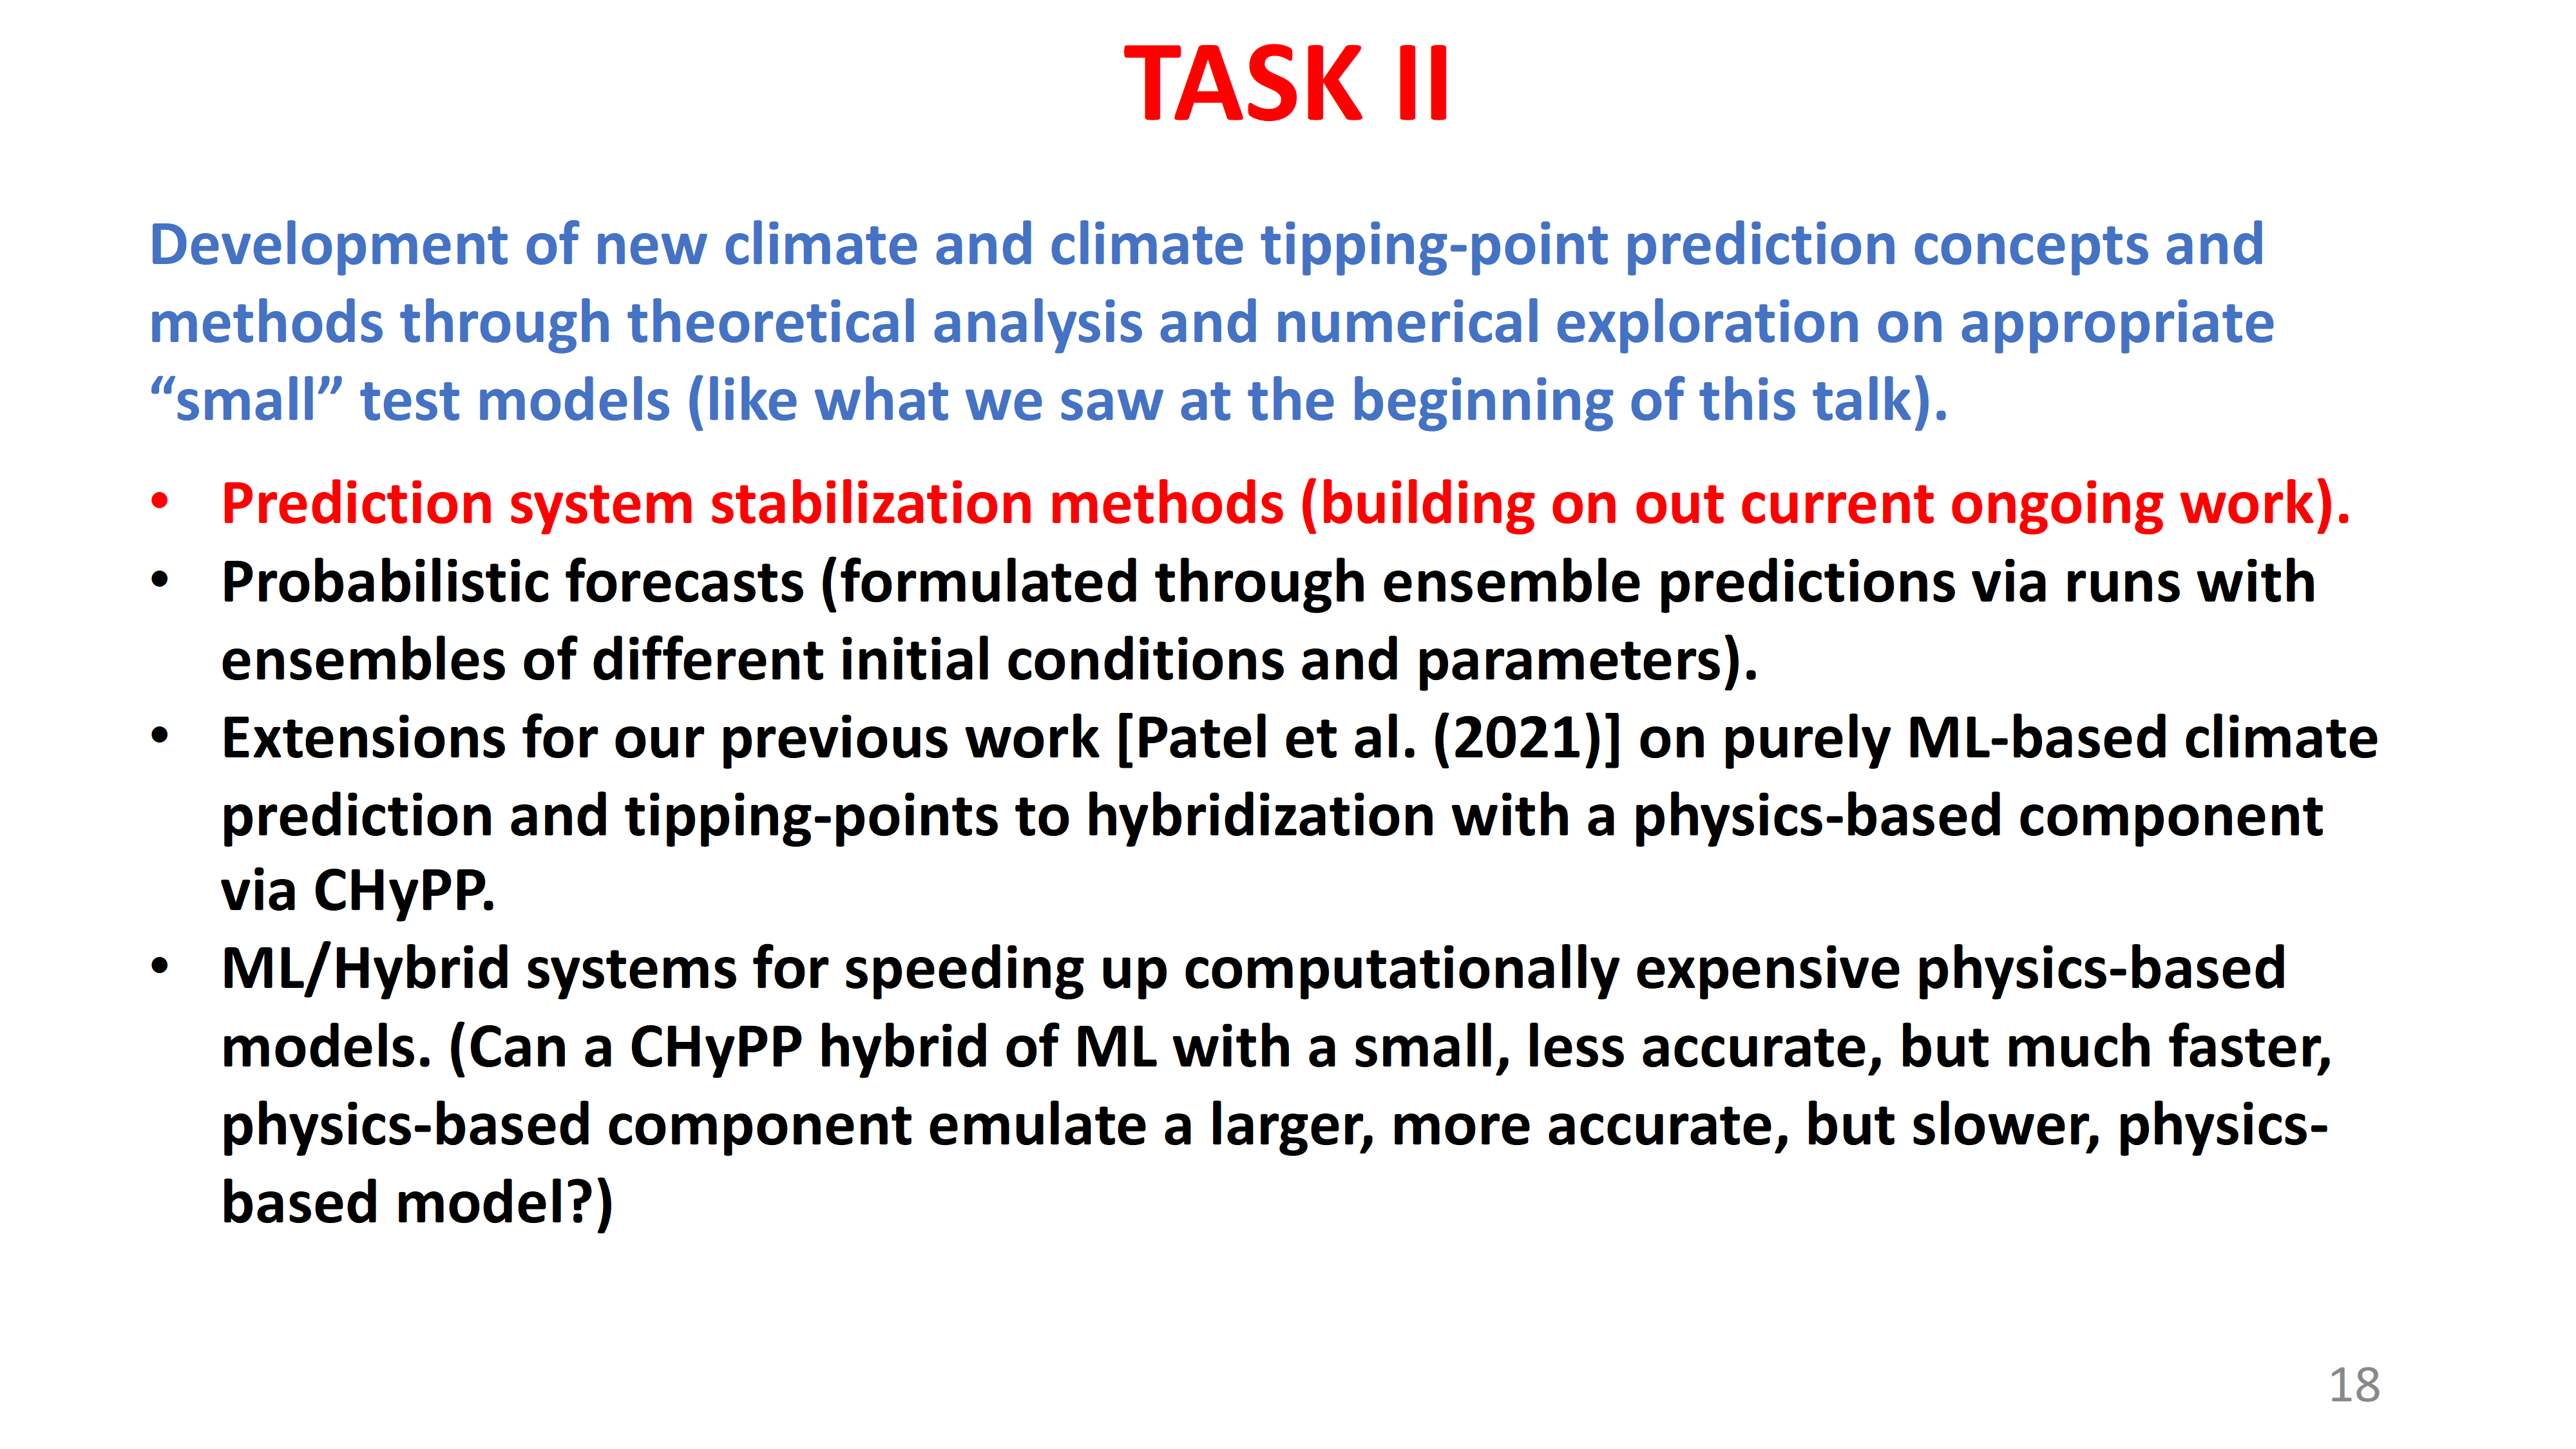 TASK II
Development of new climate and climate tipping-point prediction concepts and
methods through theoretical analysis and numerical exploration on appropriate
“small” test models (like what we saw at the beginning of this talk).
• Prediction system stabilization methods (building on out current ongoing work).
• Probabilistic forecasts (formulated through ensemble predictions via runs with
ensembles of different initial conditions and parameters).
• Extensions for our previous work [Patel et al. (2021)] on purely ML-based climate
prediction and tipping-points to hybridization with a physics-based component
via CHyPP.
• ML/Hybrid systems for speeding up computationally expensive physics-based
models. (Can a CHyPP hybrid of ML with a small, less accurate, but much faster,
physics-based component emulate a larger, more accurate, but slower, physics-
based model?)
18